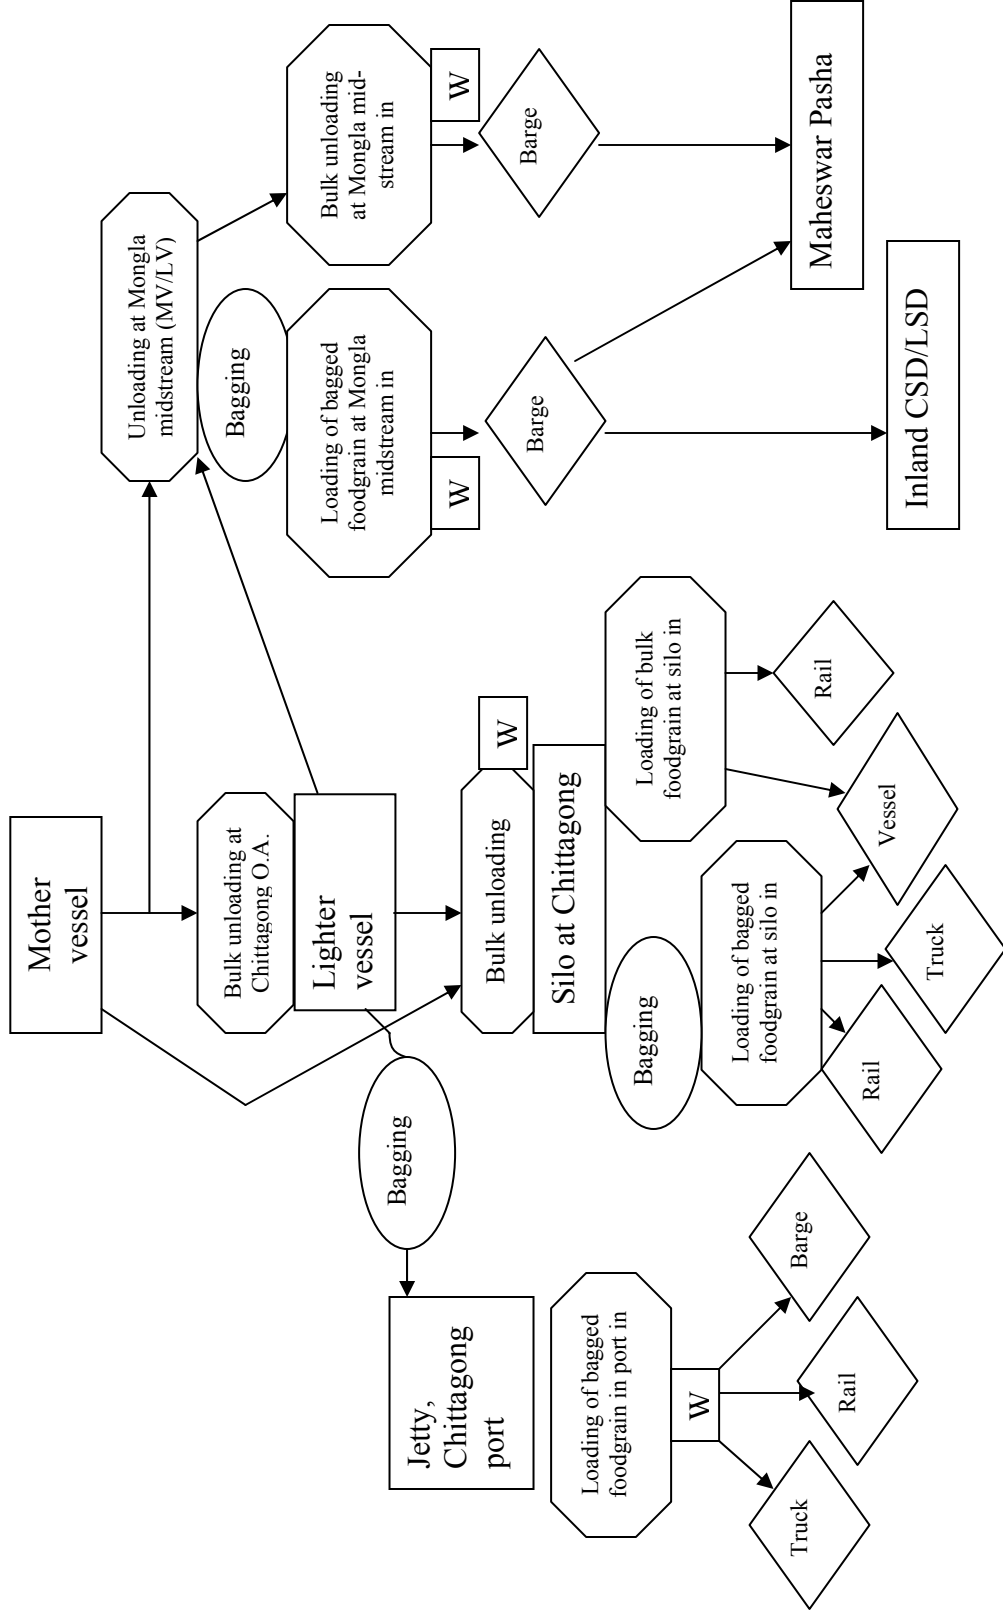 Mother
vessel
Unloading at Mongla
midstream (MV/LV)
Bulk unloading at
Chittagong O.A.
Lighter
vessel
Bagging
Jetty,
Chittagong
port
Bulk unloading
W
Silo at Chittagong
Bagging
Loading of bagged
foodgrain at Mongla
midstream in
W
Bulk unloading
at Mongla mid-
stream in
W
Barge
Barge
Maheswar Pasha
Inland CSD/LSD
Loading of bagged
foodgrain in port in
W
Truck
Rail
Barge
Bagging
Loading of bagged
foodgrain at silo in
Loading of bulk
foodgrain at silo in
Rail
Truck
Vessel
Rail